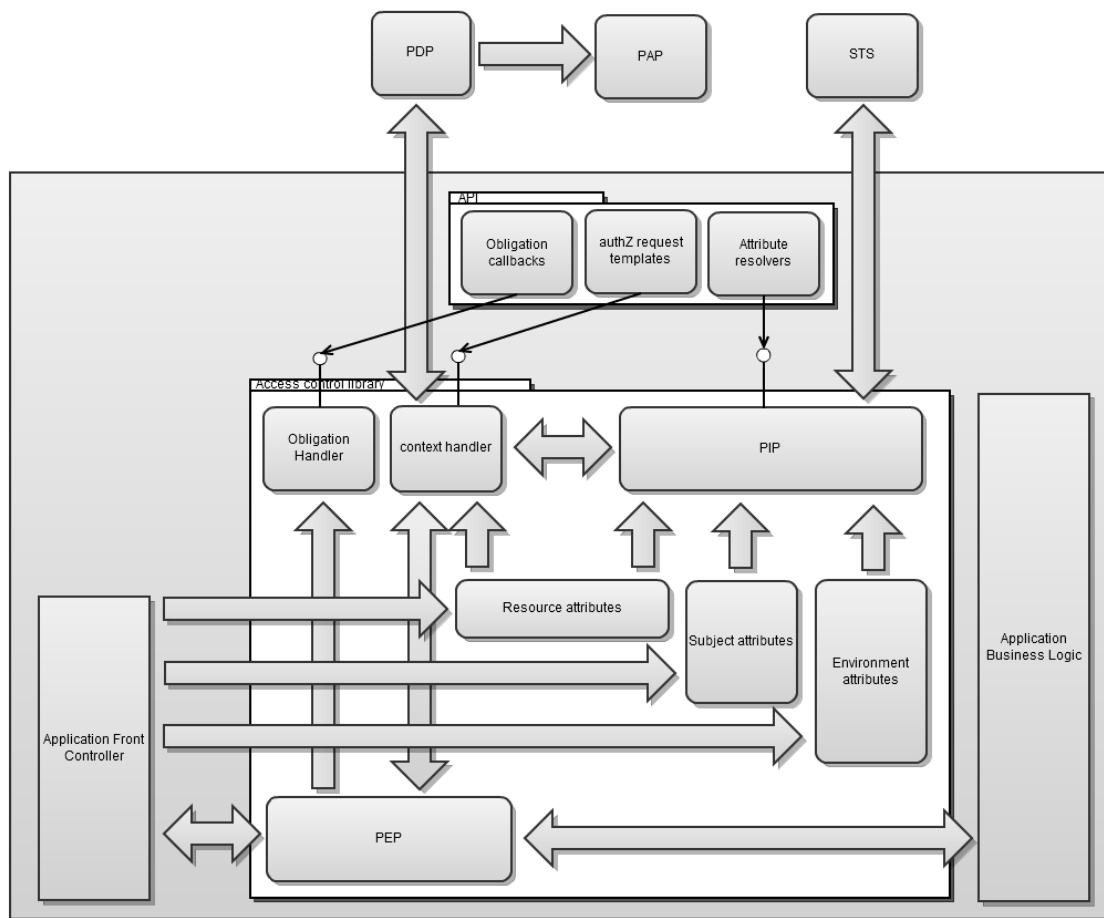 PDP
PAP
STS
API
Obligation
callbacks
authZ request
templates
Attribute
resolvers
Access control library
Obligation
Handler
context handler
PIP
Resource attributes
Subject attributes
Environment
attributes
Application
Business Logic
Application Front
Controller
PEP